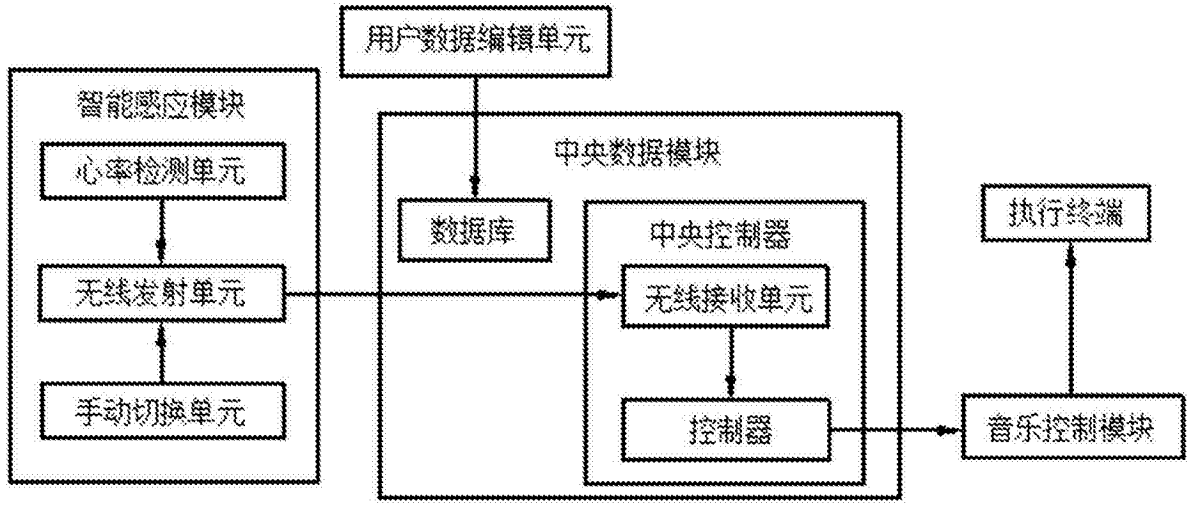 用户数据编辑单元
智能感应模块
心率检测单元
无线发射单元
手动切换单元
中央数据模块
数据库
中央控制器
无线接收单元
控制器
执行终端
音乐控制模块